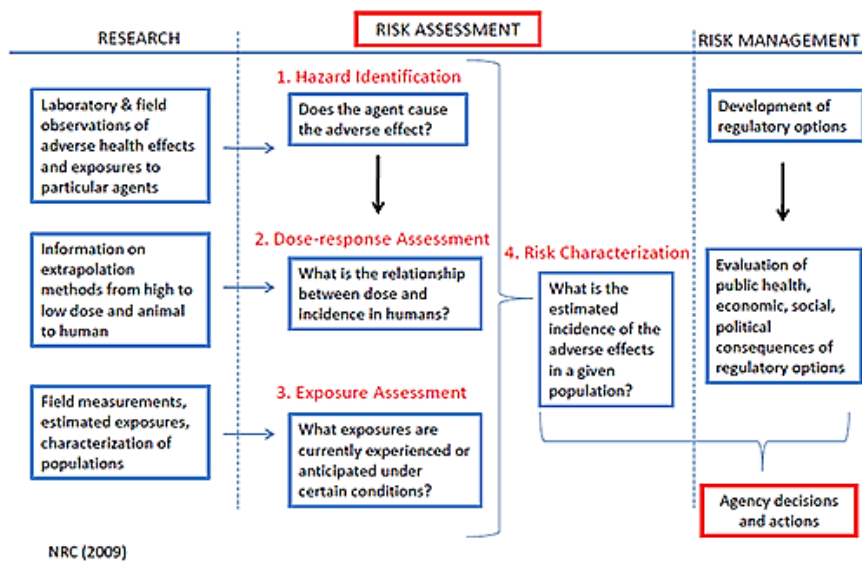 RESEARCH
RISK ASSESSMENT
RISK MANAGEMENT
Laboratory & field
observations of
adverse health effects
and exposures to
particular agents
1. Hazard Identification
Does the agent cause
the adverse effect?
Development of
regulatory options
Information on
extrapolation
methods from high to
low dose and animal
to human
2. Dose-response Assessment
What is the relationship
between dose and
incidence in humans?
4. Risk Characterization
What is the
estimated
incidence of the
adverse effects
in a given
population?
Evaluation of
public health,
economic, social,
political
consequences of
regulatory options
Field measurements,
estimated exposures,
characterization of
populations
3. Exposure Assessment
What exposures are
currently experienced or
anticipated under
certain conditions?
Agency decisions
and actions
NRC (2009)